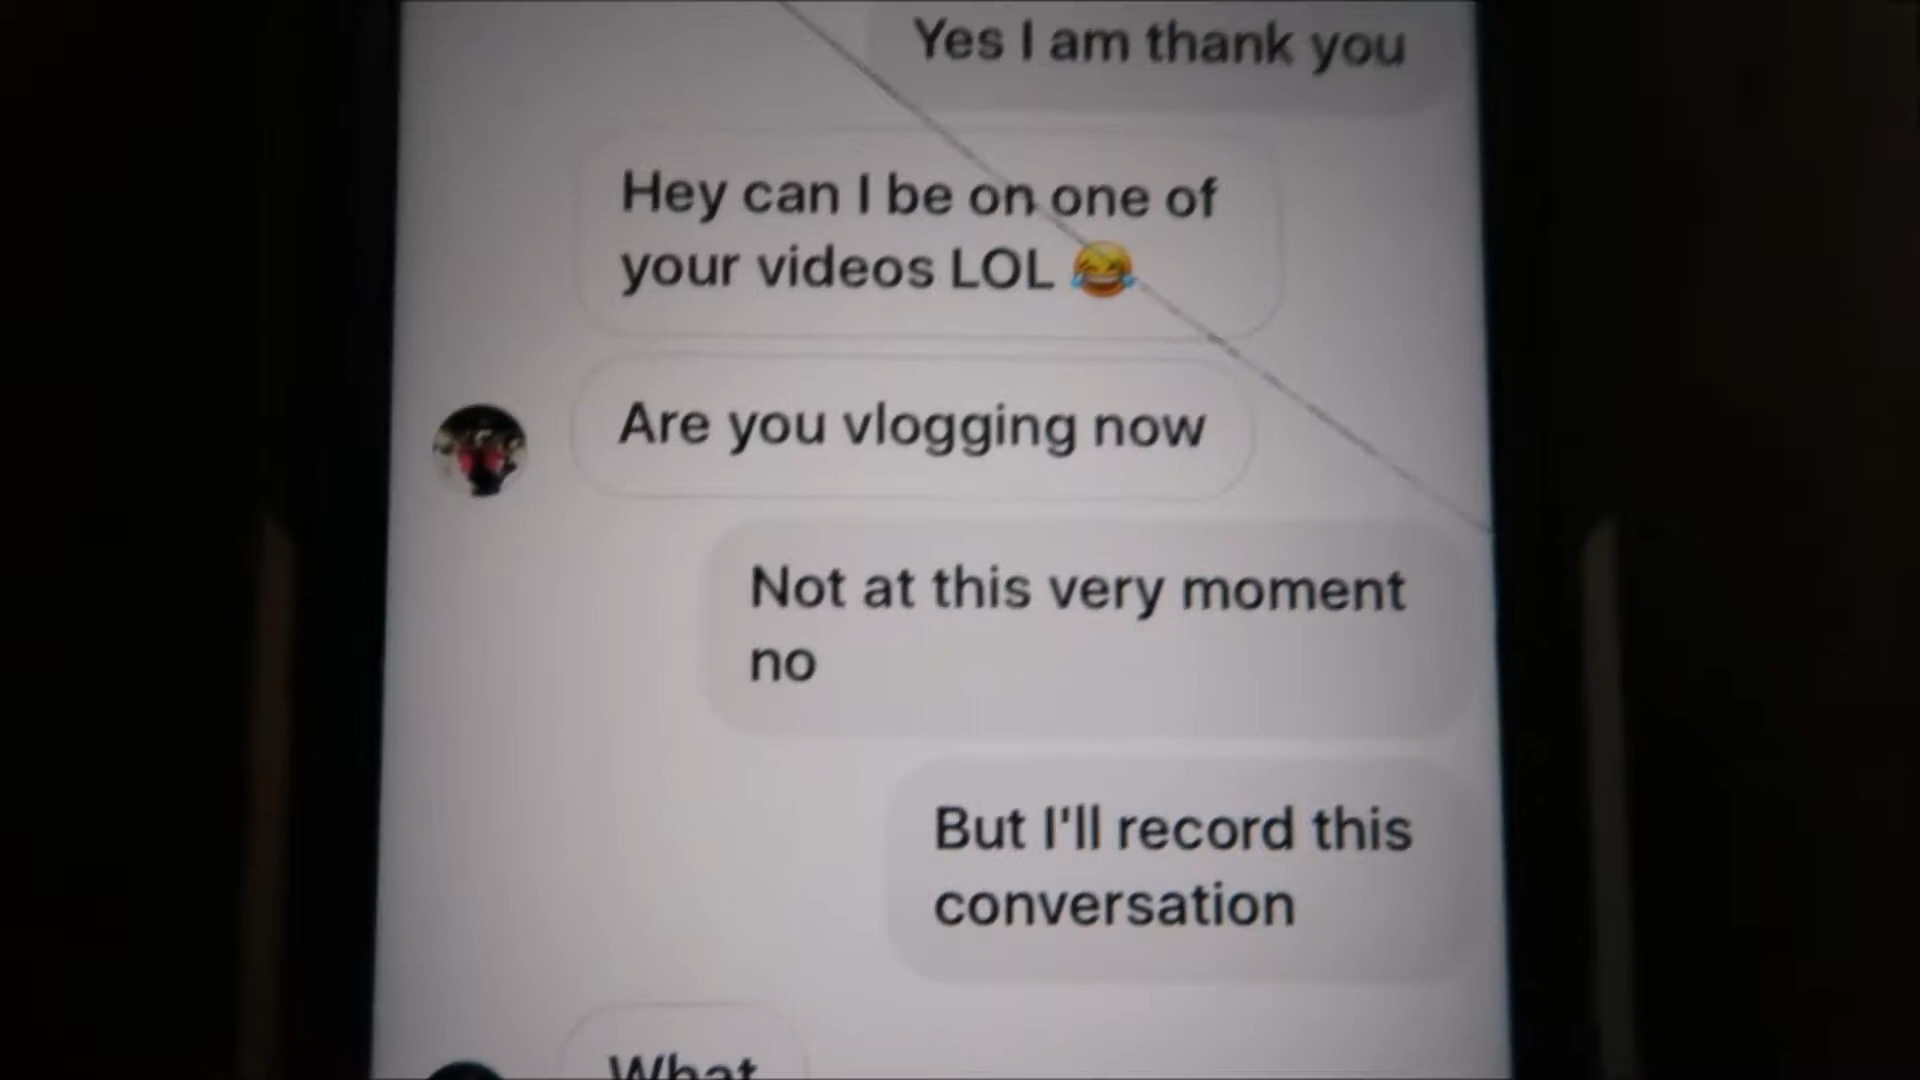 Yes I am thank you
Hey can I be on one of
your videos LOL 😂
Are you vlogging now
Not at this very moment
no
But I'll record this
conversation
What